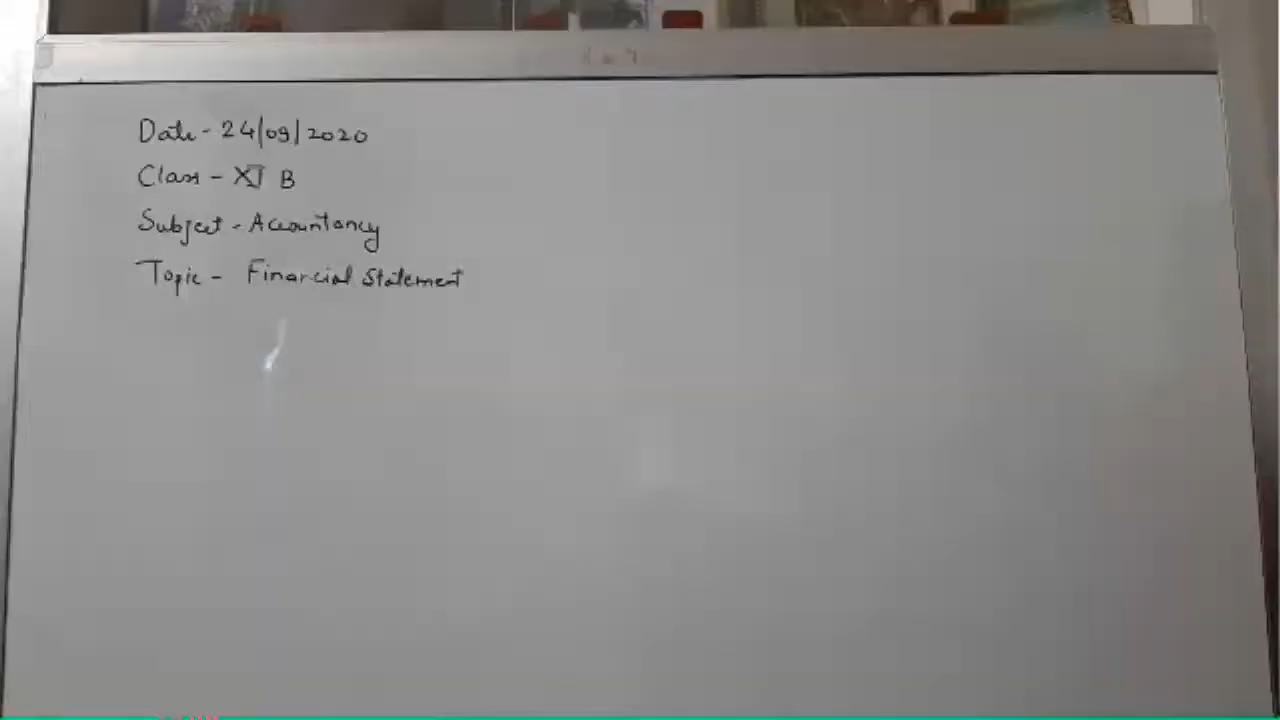 Date - 24/09/2020
Class - XI B
Subject - Accountancy
Topic - Financial Statement